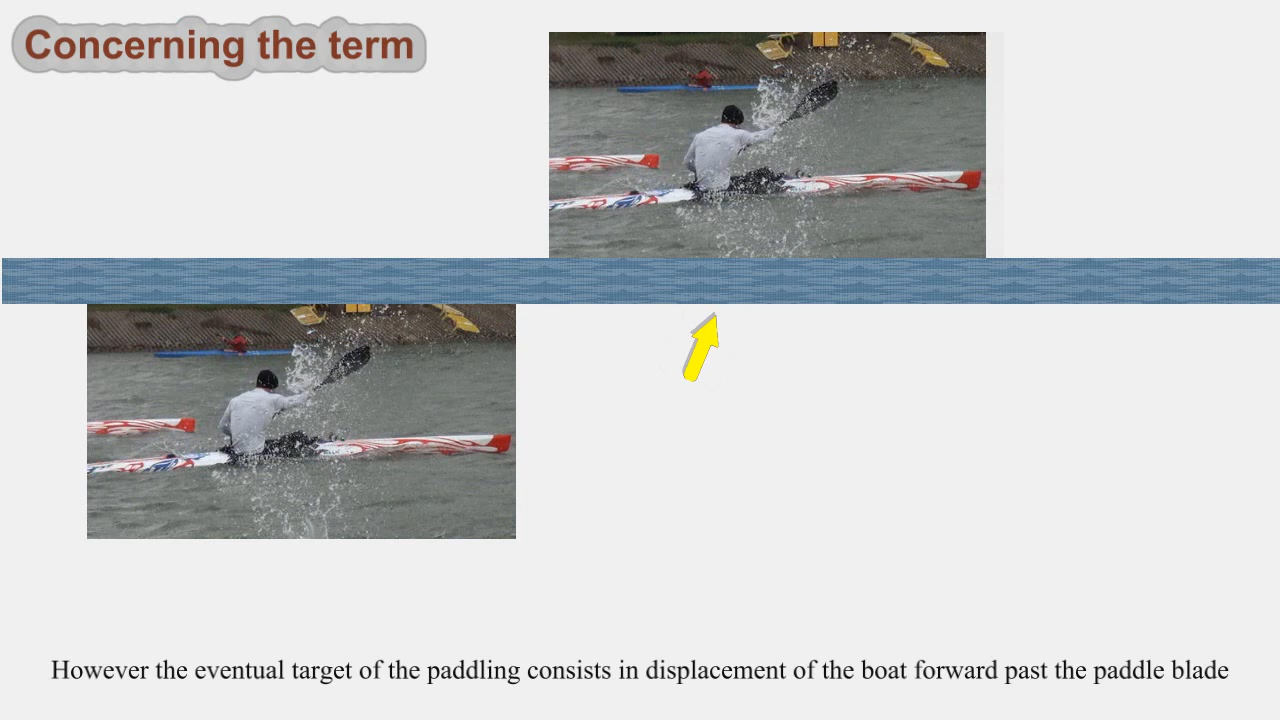 Concerning the term
However the eventual target of the paddling consists in displacement of the boat forward past the paddle blade